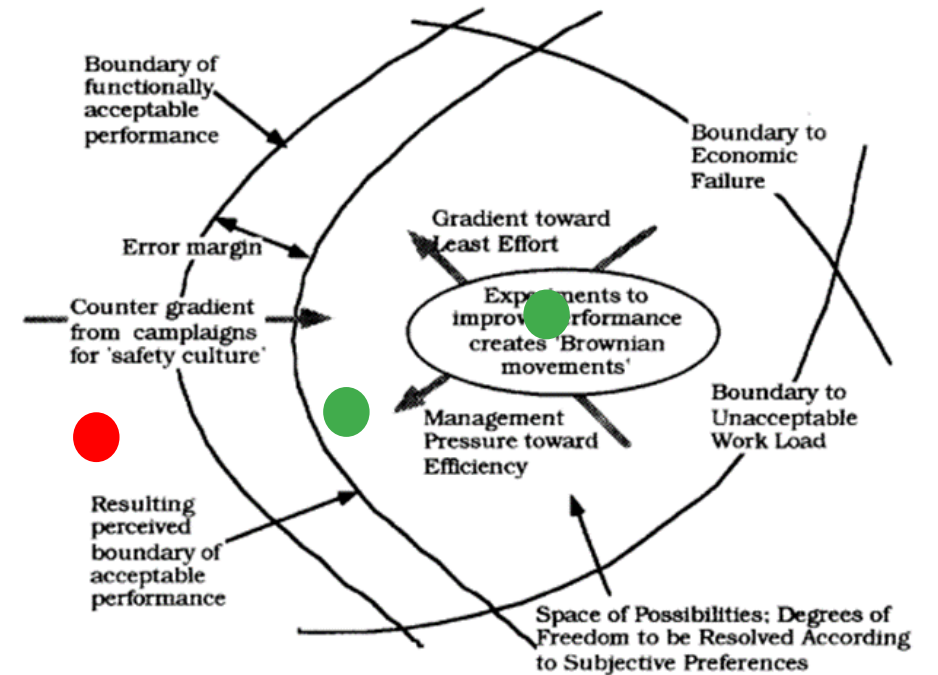 Boundary of
functionally
acceptable
performance
Boundary to
Economic
Failure
Gradient toward
Least Effort
Error margin
Experiments to
improve performance
creates 'Brownian
movements'
Counter gradient
from camplaigns
for 'safety culture'
Boundary to
Unacceptable
Work Load
Management
Pressure toward
Efficiency
Resulting
perceived
boundary of
acceptable
performance
Space of Possibilities; Degrees of
Freedom to be Resolved According
to Subjective Preferences